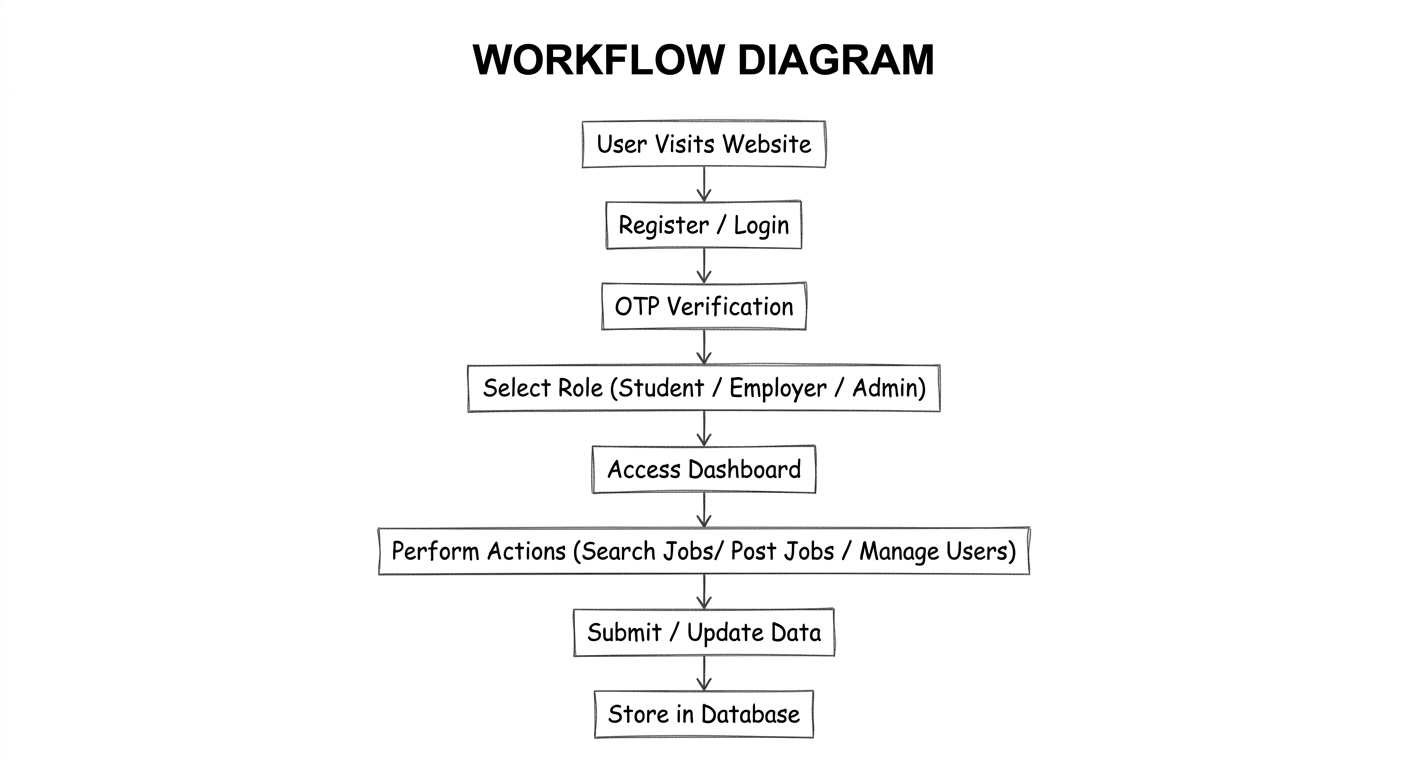 WORKFLOW DIAGRAM
User Visits Website
Register / Login
OTP Verification
Select Role (Student / Employer / Admin)
Access Dashboard
Perform Actions (Search Jobs/ Post Jobs / Manage Users)
Submit / Update Data
Store in Database